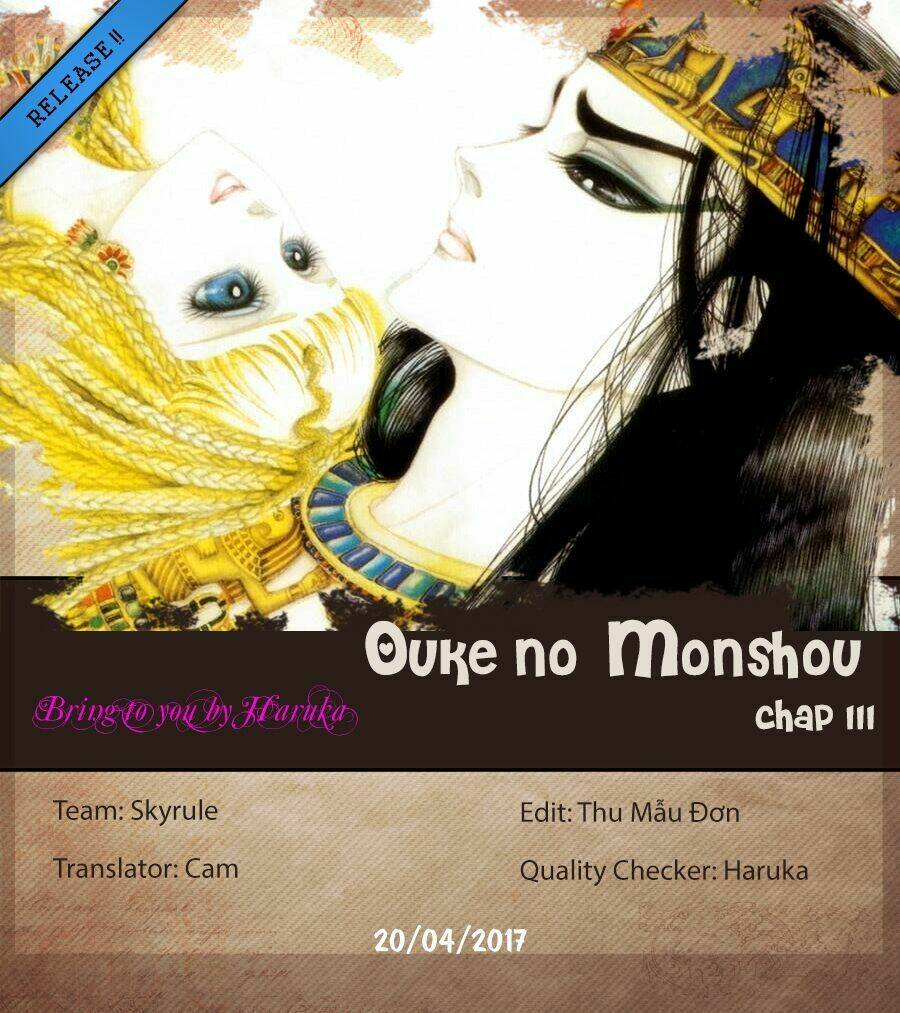 RELEASE!!
Ouke no Monshou
Bring to you by Haruka
chap 111
Team: Skyrule
Edit: Thu Mẫu Đơn
Translator: Cam
Quality Checker: Haruka
20/04/2017